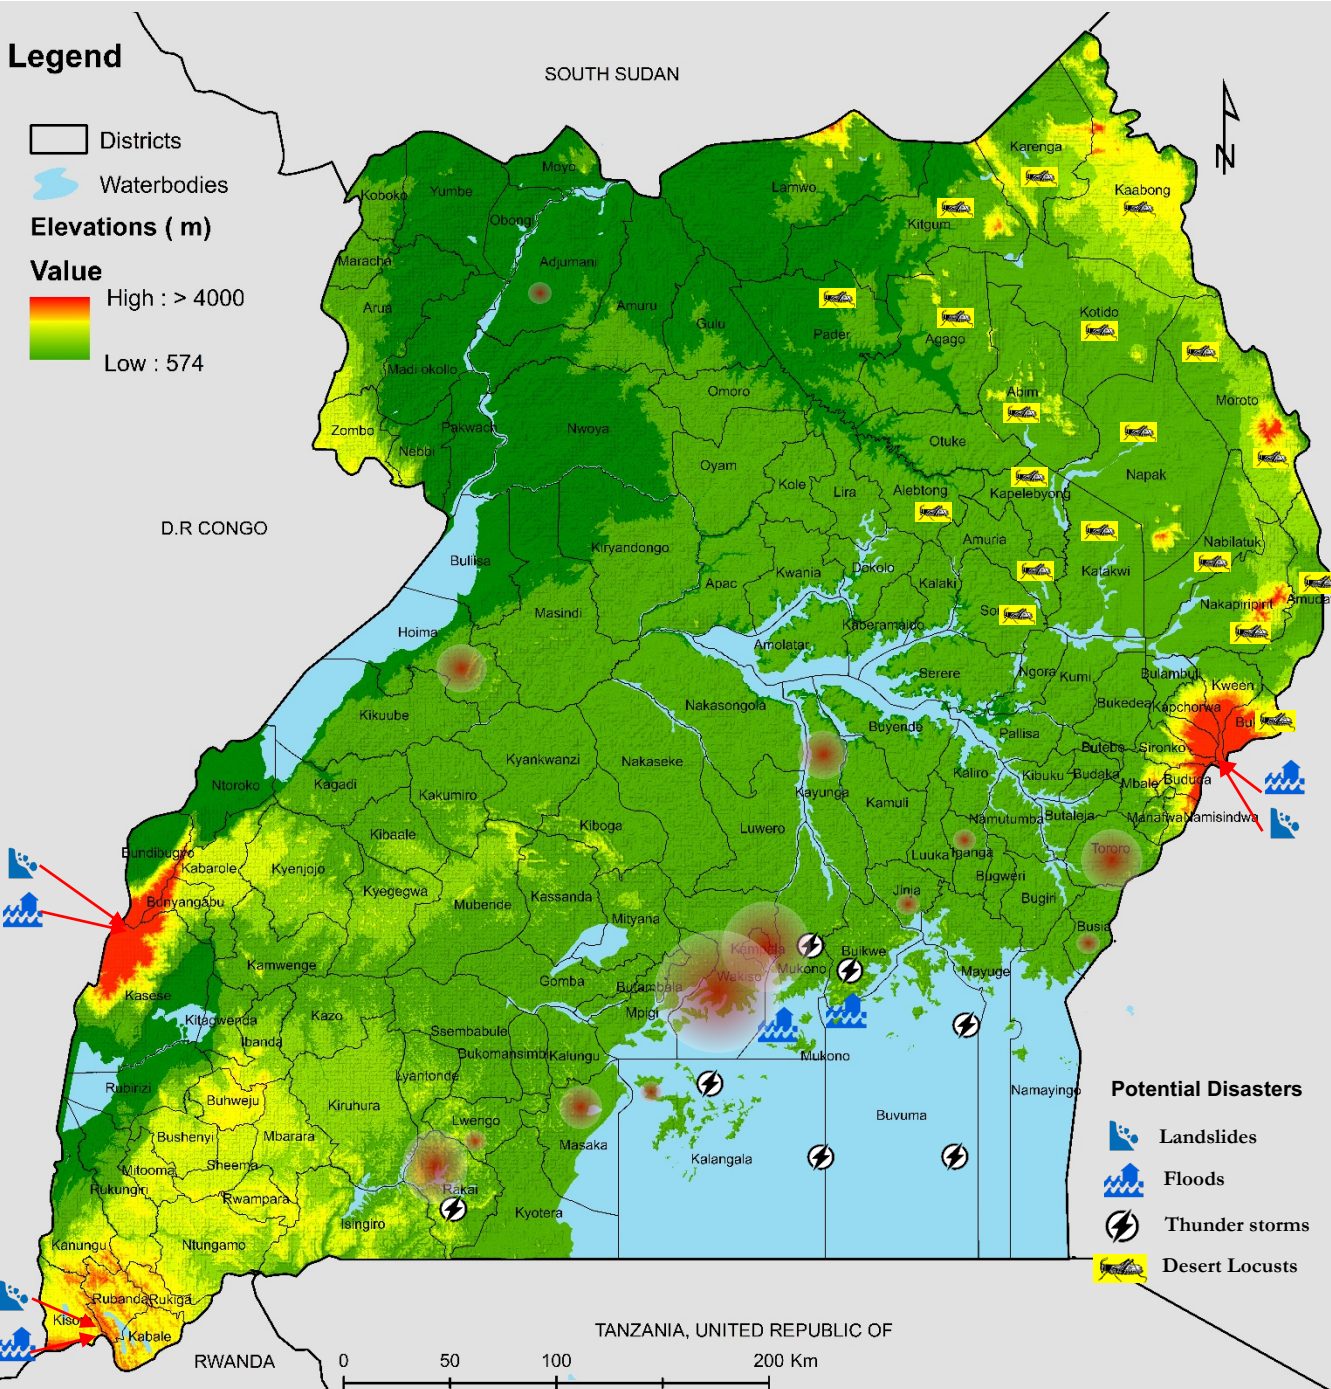 Legend
SOUTH SUDAN
Districts
Waterbodies
Elevations ( m)
Value
High : > 4000
Low : 574
N
Moyo
Koboko
Yumbe
Obongi
Lamwo
Karenga
Kaabong
Kitgum
Maracha
Adjumani
Arua
Amuru
Gulu
Pader
Agago
Kotido
Madi okollo
Omoro
Abim
Moroto
Zombo
Pakwach
Nwoya
Otuke
Nebbi
Oyam
Kole
Lira
Alebtong
Kapelebyong
Napak
D.R CONGO
Buliisa
Kiryandongo
Amuria
Nabilatuk
Apac
Kwania
Dokolo
Kalaki
Katakwi
Masindi
Nakapiripirit
Amuda
Hoima
Kaberamaido
Amolatar
Serere
Ngora
Kumi
Bulambuli
Kween
Kikuube
Nakasongola
Bukedea
Kapchorwa
Buyende
Pallisa
Kyankwanzi
Nakaseke
Butebo
Sironko
Ntoroko
Kagadi
Kakumiro
Kayunga
Kaliro
Kibuku
Budaka
Mbale
Bududa
Kamuli
Namutumba
Butaleja
Manafwa
Namisindwa
Kibaale
Kiboga
Luwero
Bundibugyo
Kabarole
Kyenjojo
Luuka
Iganga
Tororo
Bugweri
Kyegegwa
Kassanda
Bunyangabu
Mubende
Mityana
Jinja
Bugiri
Busia
Kampala
Buikwe
Kamwenge
Wakiso
Mukono
Mayuge
Kasese
Gomba
Butambala
Mpigi
Kitagwenda
Kazo
Ibanda
Ssembabule
Bukomansimbi
Kalungu
Mukono
Rubirizi
Lyantonde
Buhweju
Kiruhura
Namayingo
Potential Disasters
Buvuma
Lwengo
Bushenyi
Mbarara
Masaka
Landslides
Mitooma
Sheema
Kalangala
Rukungiri
Rwampara
Rakai
Floods
Isingiro
Kyotera
Thunder storms
Kanungu
Ntungamo
Desert Locusts
Rubanda
Rukiga
Kabale
TANZANIA, UNITED REPUBLIC OF
RWANDA
0 50 100 200 Km